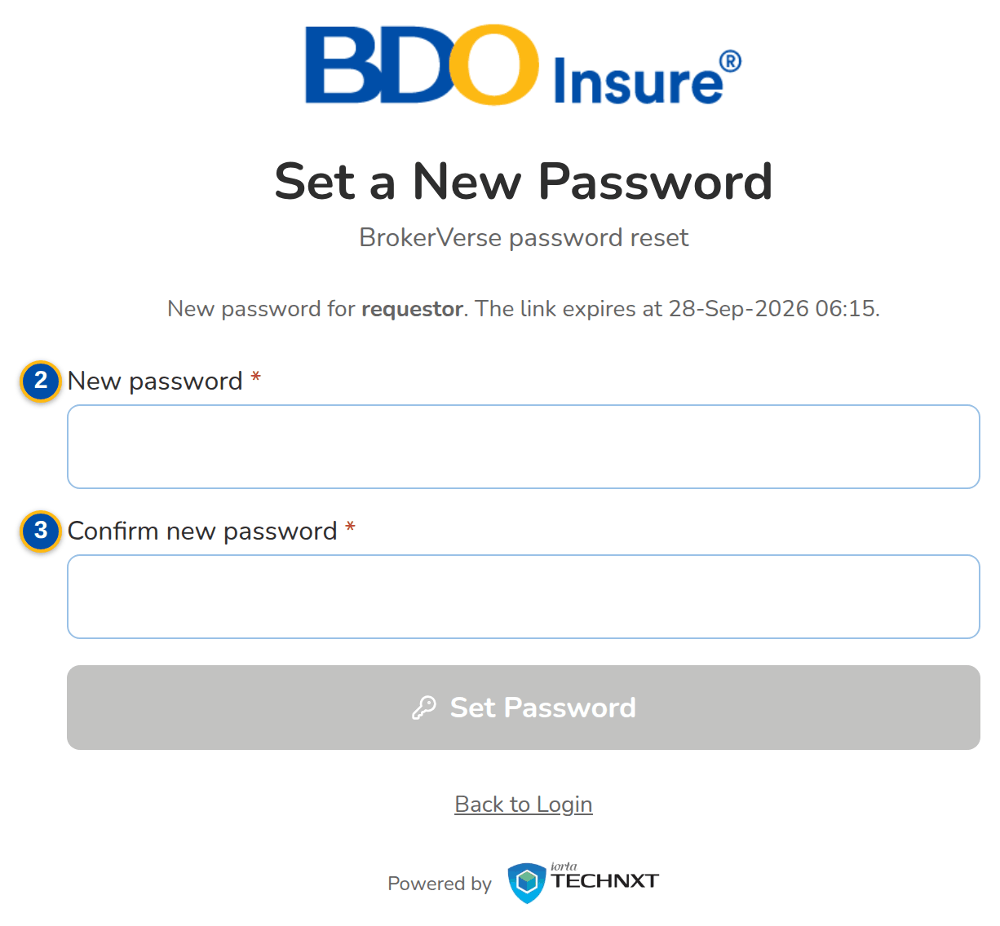 BDO Insure®
Set a New Password
BrokerVerse password reset
New password for requestor. The link expires at 28-Sep-2026 06:15.
2 New password *
3 Confirm new password *
Set Password
Back to Login
Powered by iorta TECHNXT